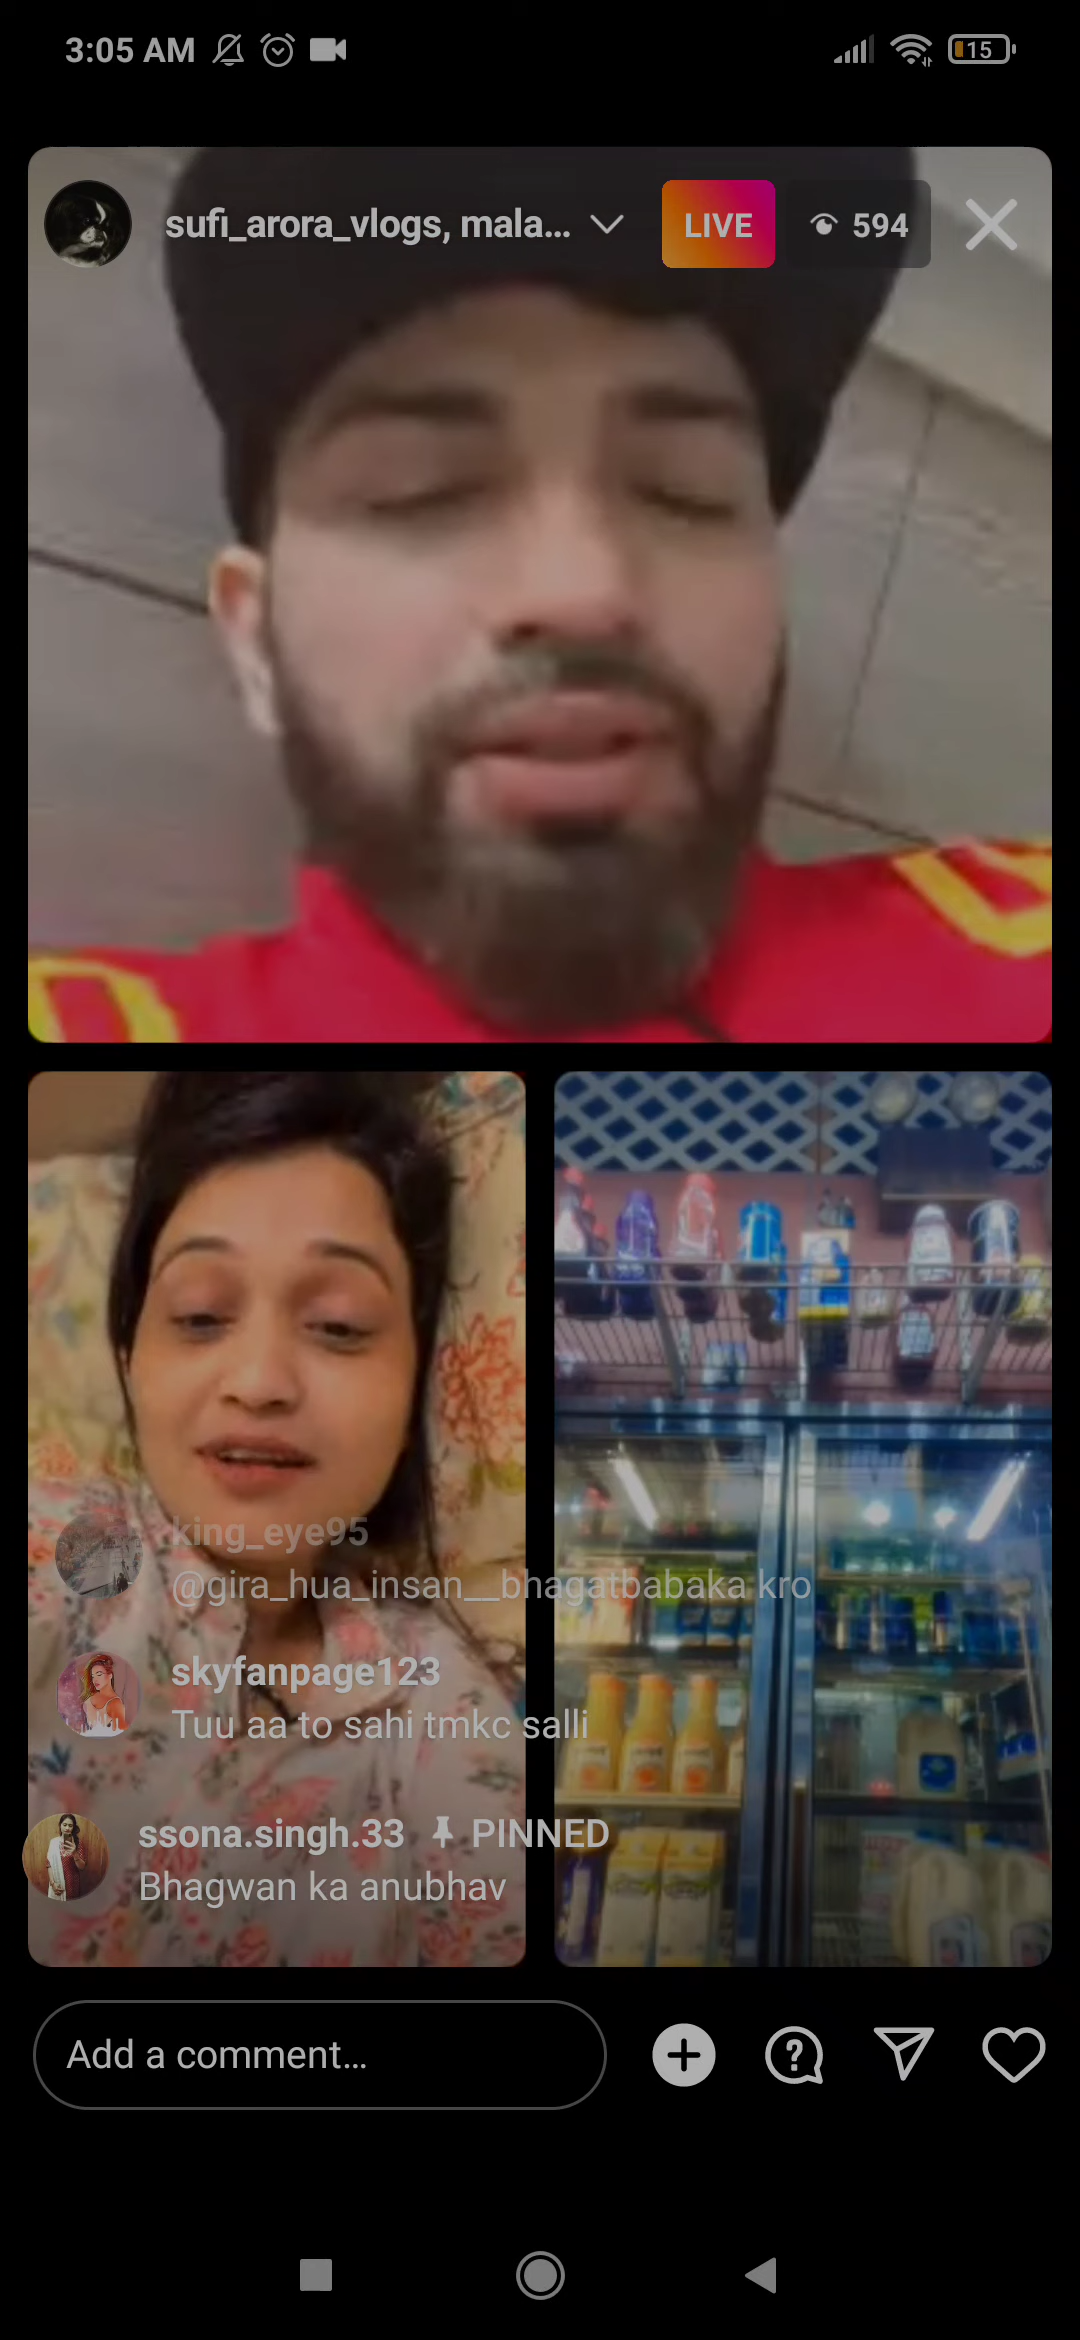 3:05 AM
15
sufi_arora_vlogs, mala...
LIVE
594
king_eye95
@gira_hua_insan__bhagatbabaka kro
skyfanpage123
Tuu aa to sahi tmkc salli
ssona.singh.33 PINNED
Bhagwan ka anubhav
Add a comment...